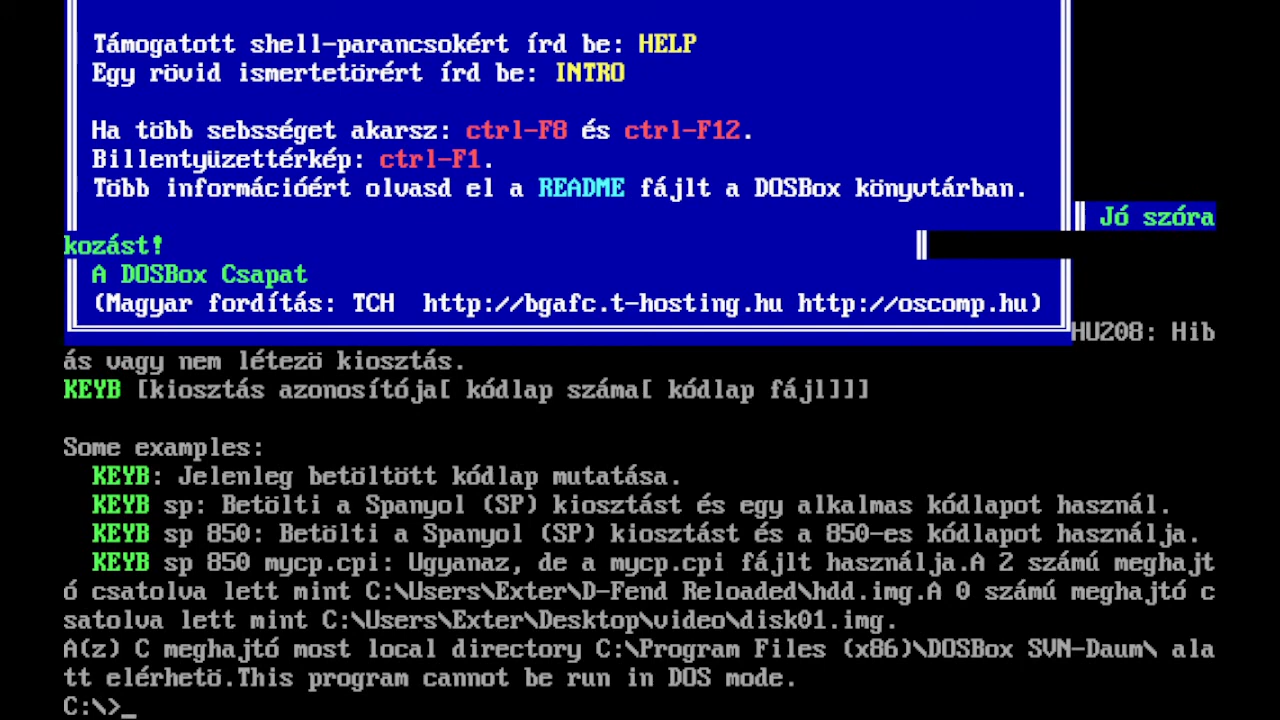 Támogatott shell-parancsokért írd be: HELP
Egy rövid ismertetörért írd be: INTRO
Ha több sebsséget akarsz: ctrl-F8 és ctrl-F12.
Billentyüzettérkép: ctrl-F1.
Több információért olvasd el a README fájlt a DOSBox könyvtárban.
Jó szóra
kozást!
A DOSBox Csapat
(Magyar fordítás: TCH  http://bgafc.t-hosting.hu http://oscomp.hu)
HU208: Hib
ás vagy nem létezö kiosztás.
KEYB [kiosztás azonosítója[ kódlap száma[ kódlap fájl]]]
Some examples:
KEYB: Jelenleg betöltött kódlap mutatása.
KEYB sp: Betölti a Spanyol (SP) kiosztást és egy alkalmas kódlapot használ.
KEYB sp 850: Betölti a Spanyol (SP) kiosztást és a 850-es kódlapot használja.
KEYB sp 850 mycp.cpi: Ugyanaz, de a mycp.cpi fájlt használja.A 2 számú meghajt
ó csatolva lett mint C:\Users\Exter\D-Fend Reloaded\hdd.img.A 0 számú meghajtó c
satolva lett mint C:\Users\Exter\Desktop\video\disk01.img.
A(z) C meghajtó most local directory C:\Program Files (x86)\DOSBox SVN-Daum\ ala
tt elérhetö.This program cannot be run in DOS mode.
C:\>_